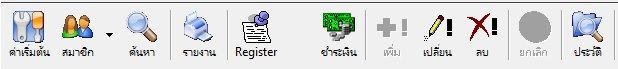 ค่าเริ่มต้น สมาชิก ค้นหา รายงาน Register ชำระเงิน เพิ่ม เปลี่ยน ลบ ยกเลิก ประวัติ